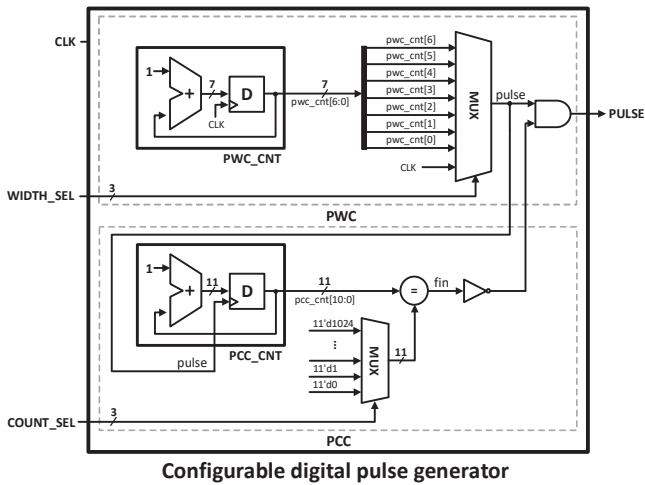 CLK
1
+
7
D
CLK
PWC_CNT
7
pwc_cnt[6:0]
pwc_cnt[6]
pwc_cnt[5]
pwc_cnt[4]
pwc_cnt[3]
pwc_cnt[2]
pwc_cnt[1]
pwc_cnt[0]
CLK
MUX
pulse
PULSE
WIDTH_SEL
3
PWC
1
+
11
D
pulse
PCC_CNT
11
pcc_cnt[10:0]
=
fin
11'd1024
⋮
11'd1
11'd0
MUX
11
COUNT_SEL
3
PCC
Configurable digital pulse generator